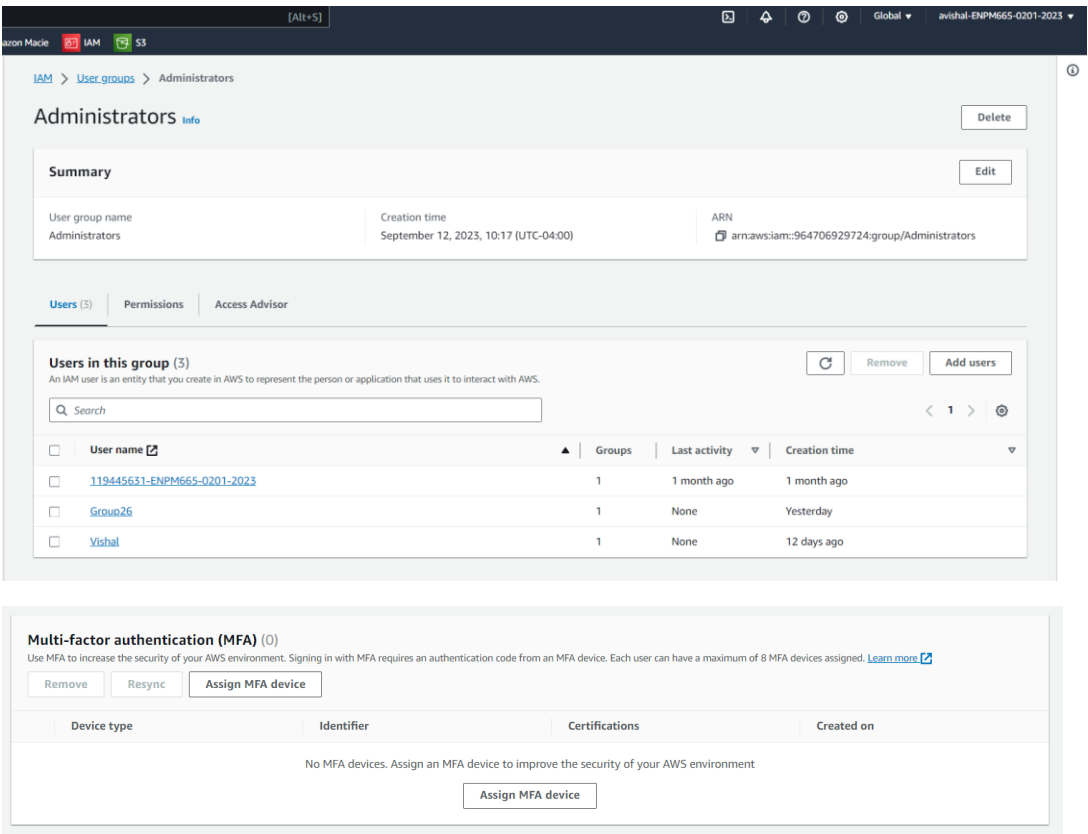 [Alt+S] Global avishal-ENPM665-0201-2023
azon Macie IAM S3
IAM User groups Administrators
Administrators Info Delete
Summary Edit
User group name Creation time ARN
Administrators September 12, 2023, 10:17 (UTC-04:00) arn:aws:iam::964706929724:group/Administrators
Users (3) Permissions Access Advisor
Users in this group (3) Remove Add users
An IAM user is an entity that you create in AWS to represent the person or application that uses it to interact with AWS.
Search 1
User name Groups Last activity Creation time
119445631-ENPM665-0201-2023 1 1 month ago 1 month ago
Group26 1 None Yesterday
Vishal 1 None 12 days ago
Multi-factor authentication (MFA) (0)
Use MFA to increase the security of your AWS environment. Signing in with MFA requires an authentication code from an MFA device. Each user can have a maximum of 8 MFA devices assigned. Learn more
Remove Resync Assign MFA device
Device type Identifier Certifications Created on
No MFA devices. Assign an MFA device to improve the security of your AWS environment
Assign MFA device